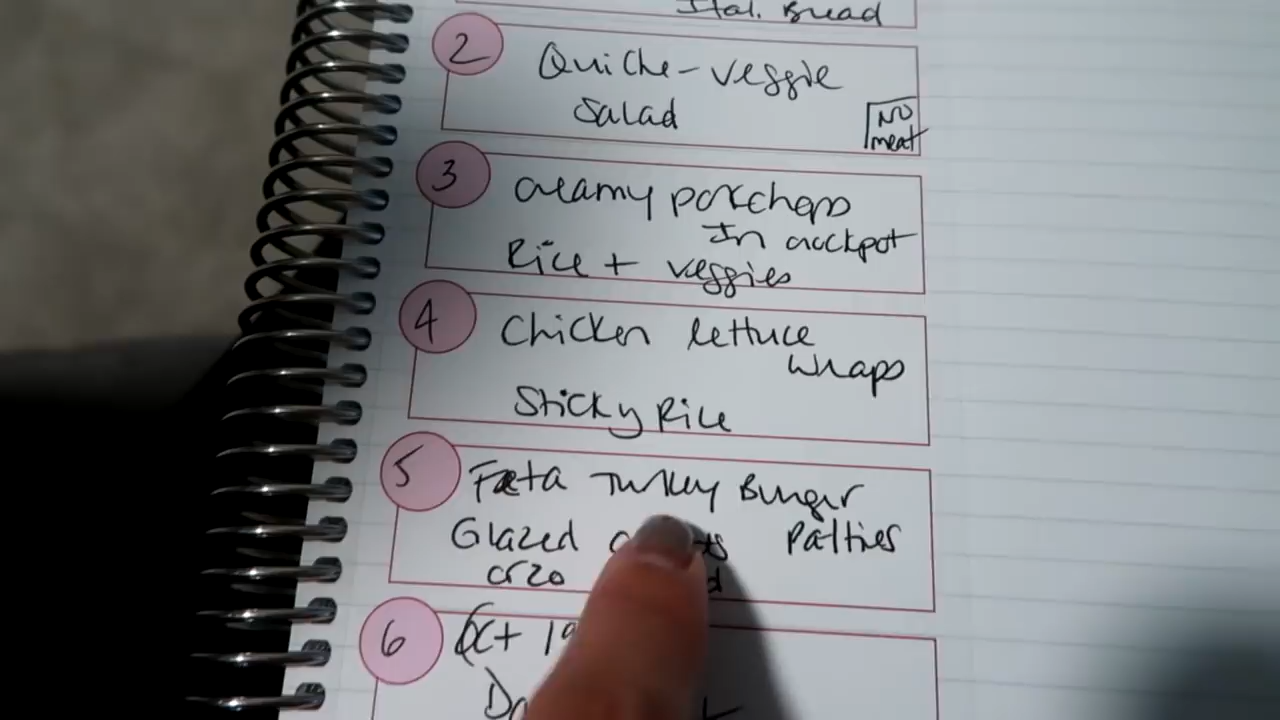 Ital. Bread
2
Quiche - veggie
Salad
NO
meat
3
creamy porkchops
In crockpot
Rice + veggies
4
Chicken lettuce
wraps
Sticky Rice
5
Feta Turkey Burger
Glazed Patties
orzo
6